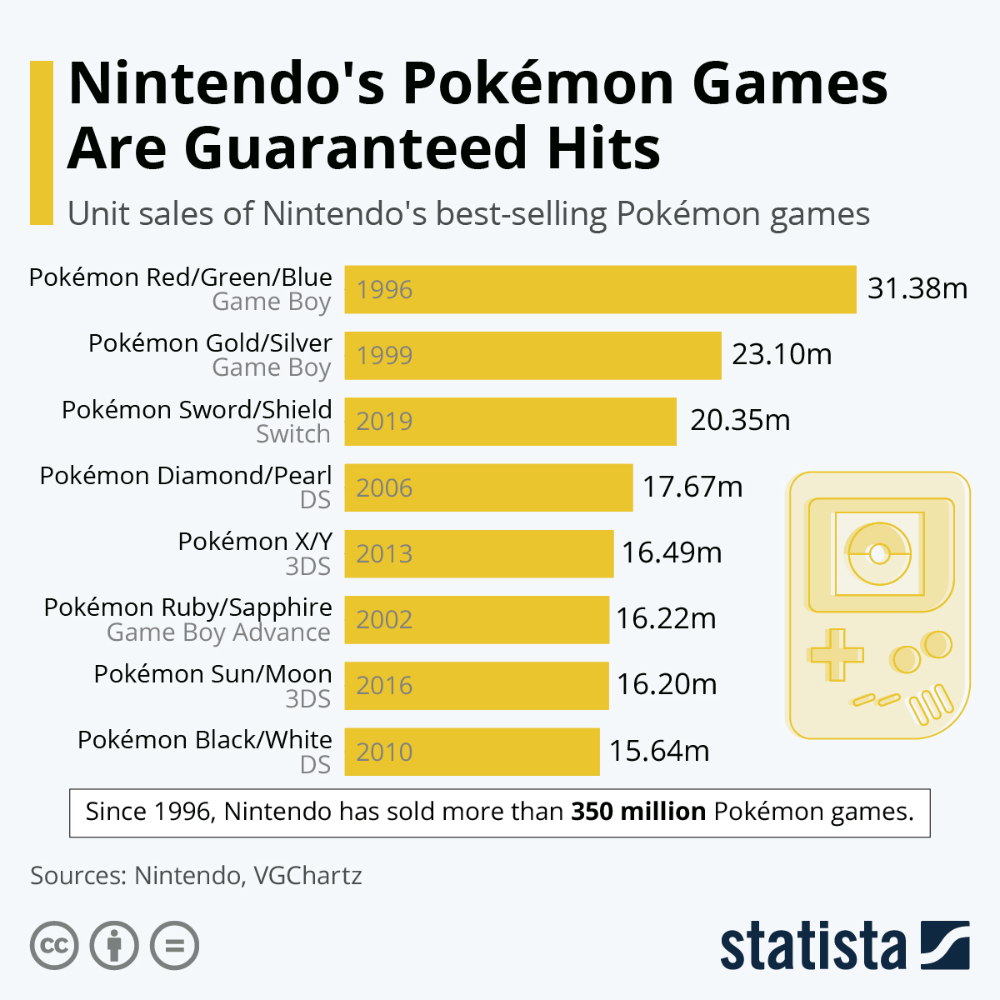 Nintendo's Pokémon Games
Are Guaranteed Hits
Unit sales of Nintendo's best-selling Pokémon games
Pokémon Red/Green/Blue
Game Boy
1996
31.38m
Pokémon Gold/Silver
Game Boy
1999
23.10m
Pokémon Sword/Shield
Switch
2019
20.35m
Pokémon Diamond/Pearl
DS
2006
17.67m
Pokémon X/Y
3DS
2013
16.49m
Pokémon Ruby/Sapphire
Game Boy Advance
2002
16.22m
Pokémon Sun/Moon
3DS
2016
16.20m
Pokémon Black/White
DS
2010
15.64m
Since 1996, Nintendo has sold more than 350 million Pokémon games.
Sources: Nintendo, VGChartz
cc
statista